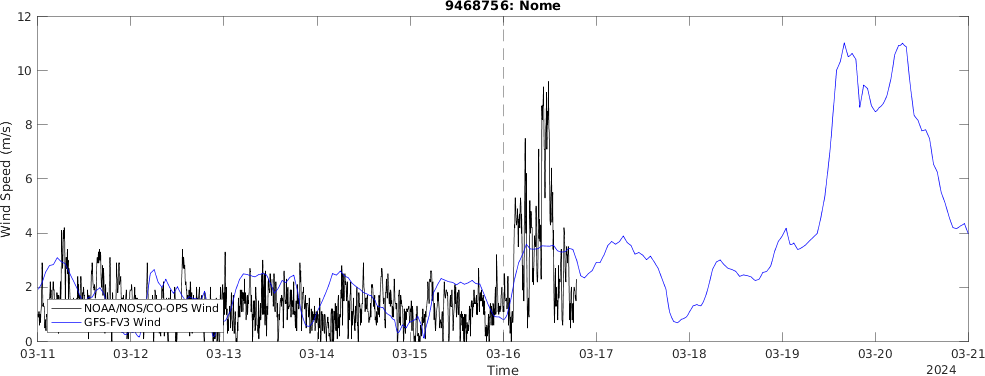 9468756: Nome
12
10
8
6
4
2
0
Wind Speed (m/s)
NOAA/NOS/CO-OPS Wind
GFS-FV3 Wind
03-11 03-12 03-13 03-14 03-15 03-16 03-17 03-18 03-19 03-20 03-21
Time
2024